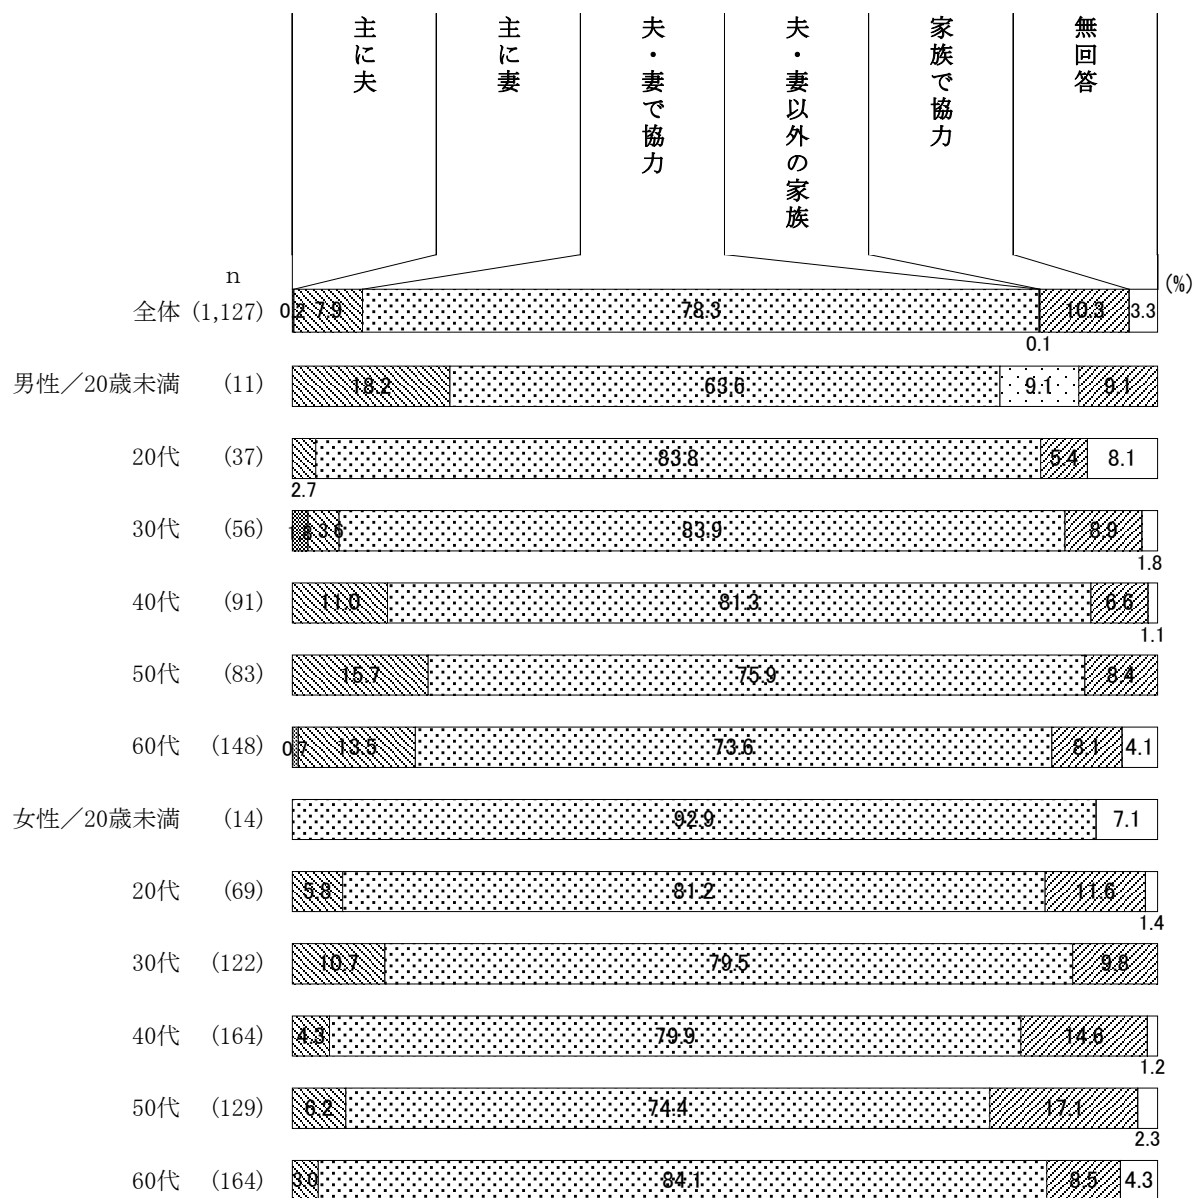 主に夫
主に妻
夫・妻で協力
夫・妻以外の家族
家族で協力
無回答
(%)
n
全体 (1,127) 0.2 7.9 78.3 0.1 10.3 3.3
男性／20歳未満 (11) 18.2 63.6 9.1 9.1
20代 (37) 2.7 83.8 5.4 8.1
30代 (56) 1.8 3.6 83.9 8.9 1.8
40代 (91) 11.0 81.3 6.6 1.1
50代 (83) 15.7 75.9 8.4
60代 (148) 0.7 13.5 73.6 8.1 4.1
女性／20歳未満 (14) 92.9 7.1
20代 (69) 5.8 81.2 11.6 1.4
30代 (122) 10.7 79.5 9.8
40代 (164) 4.3 79.9 14.6 1.2
50代 (129) 6.2 74.4 17.1 2.3
60代 (164) 3.0 84.1 8.5 4.3